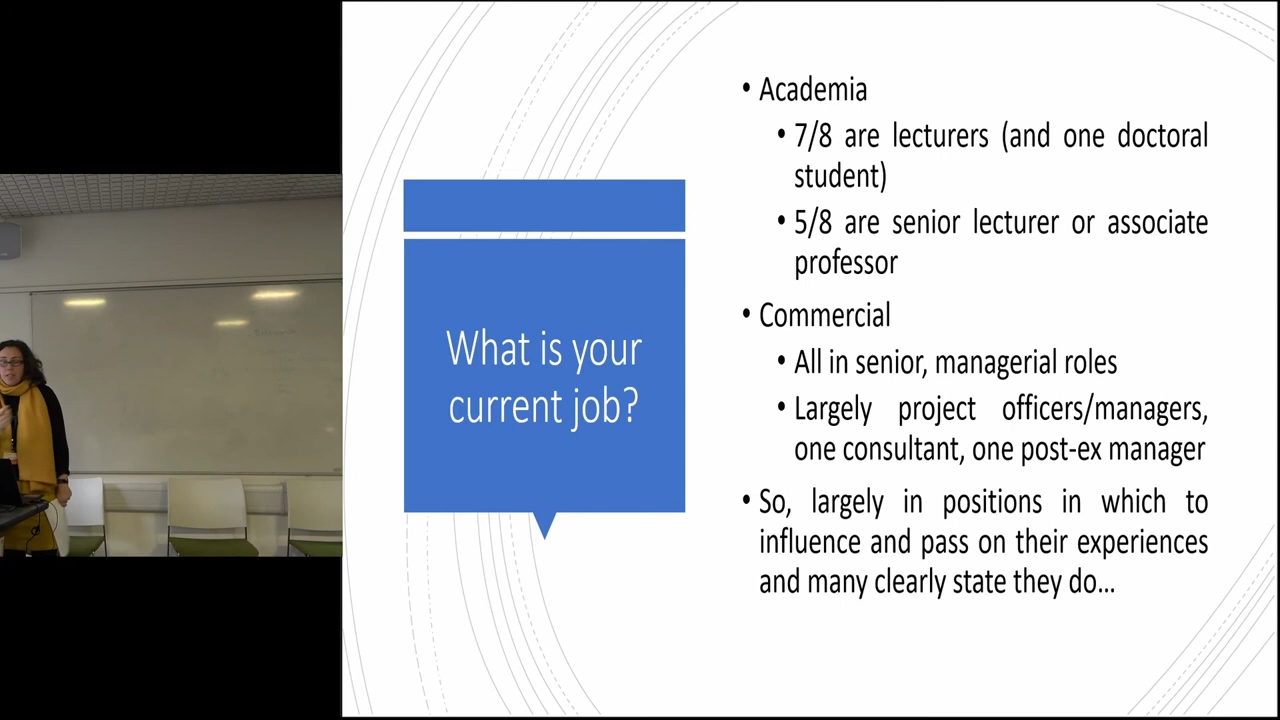 What is your
current job?
• Academia
• 7/8 are lecturers (and one doctoral
student)
• 5/8 are senior lecturer or associate
professor
• Commercial
• All in senior, managerial roles
• Largely project officers/managers,
one consultant, one post-ex manager
• So, largely in positions in which to
influence and pass on their experiences
and many clearly state they do...